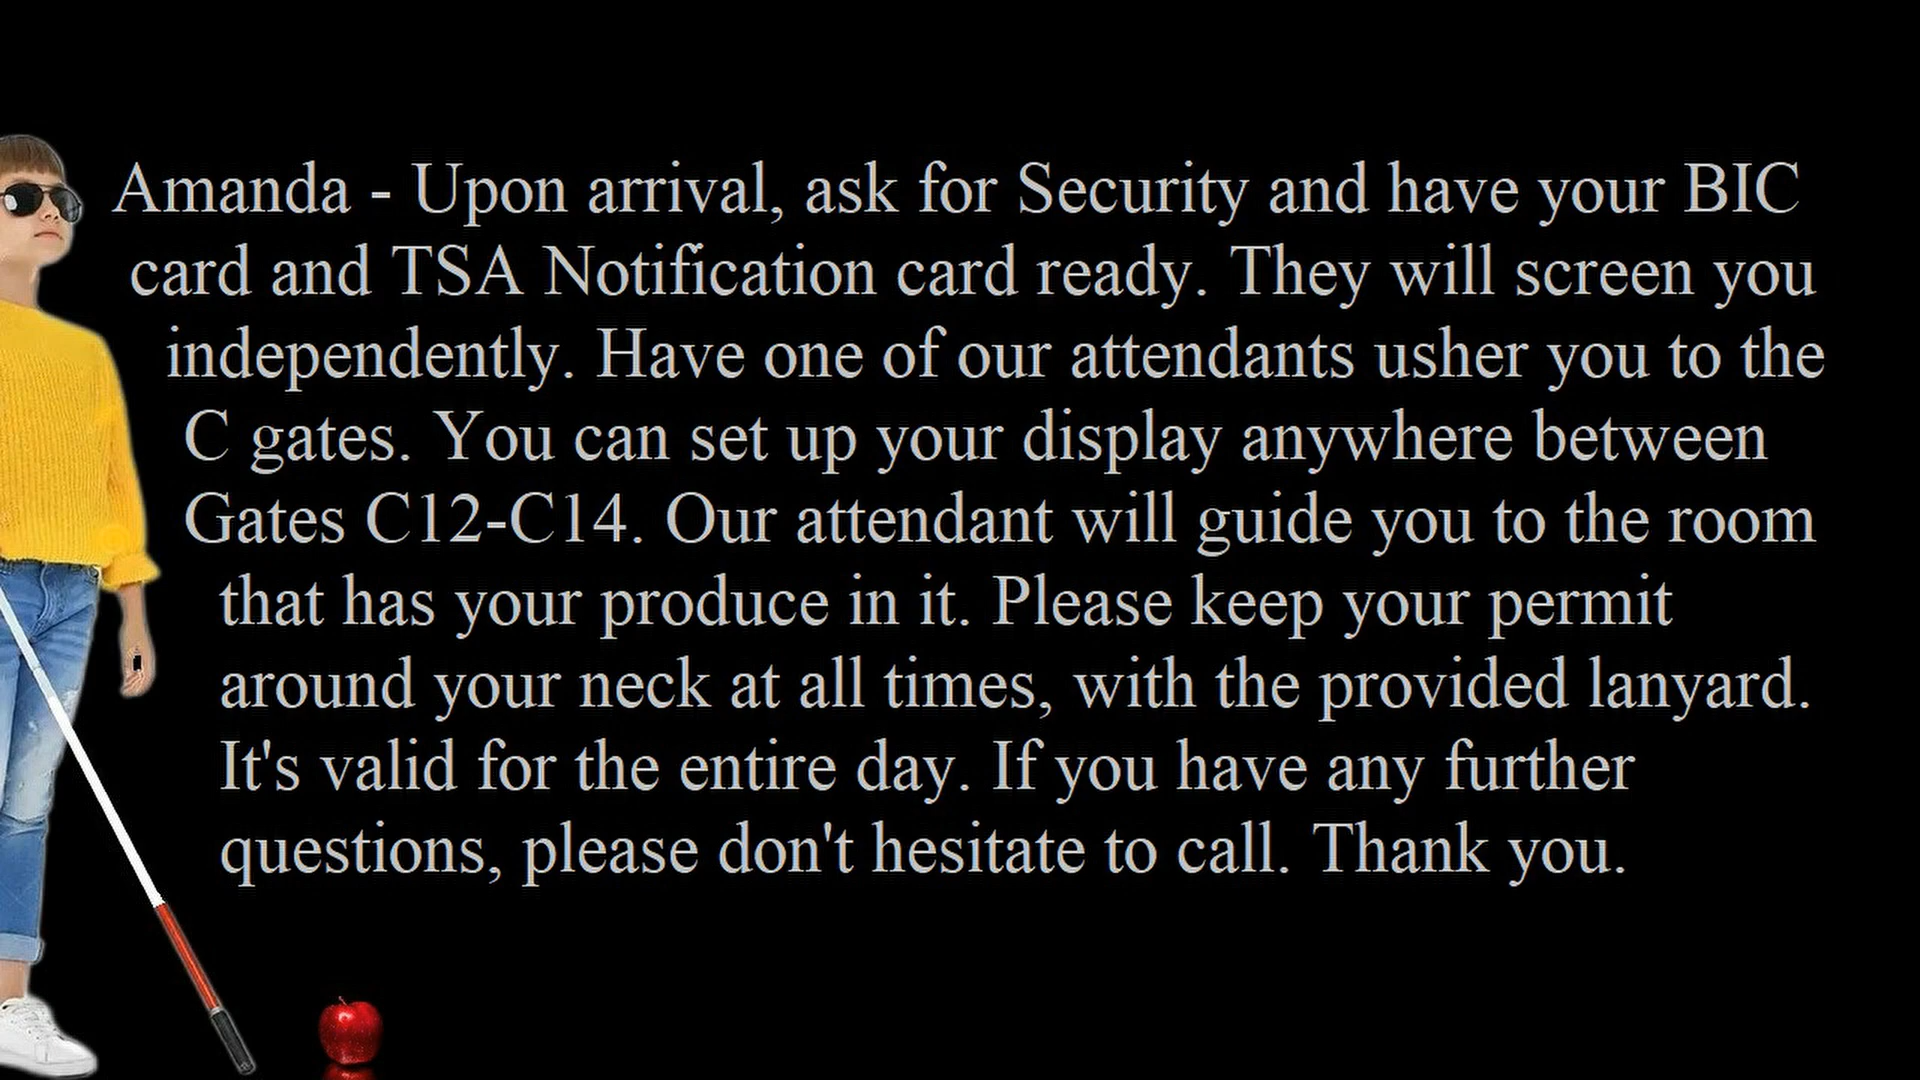 Amanda - Upon arrival, ask for Security and have your BIC
card and TSA Notification card ready. They will screen you
independently. Have one of our attendants usher you to the
C gates. You can set up your display anywhere between
Gates C12-C14. Our attendant will guide you to the room
that has your produce in it. Please keep your permit
around your neck at all times, with the provided lanyard.
It's valid for the entire day. If you have any further
questions, please don't hesitate to call. Thank you.